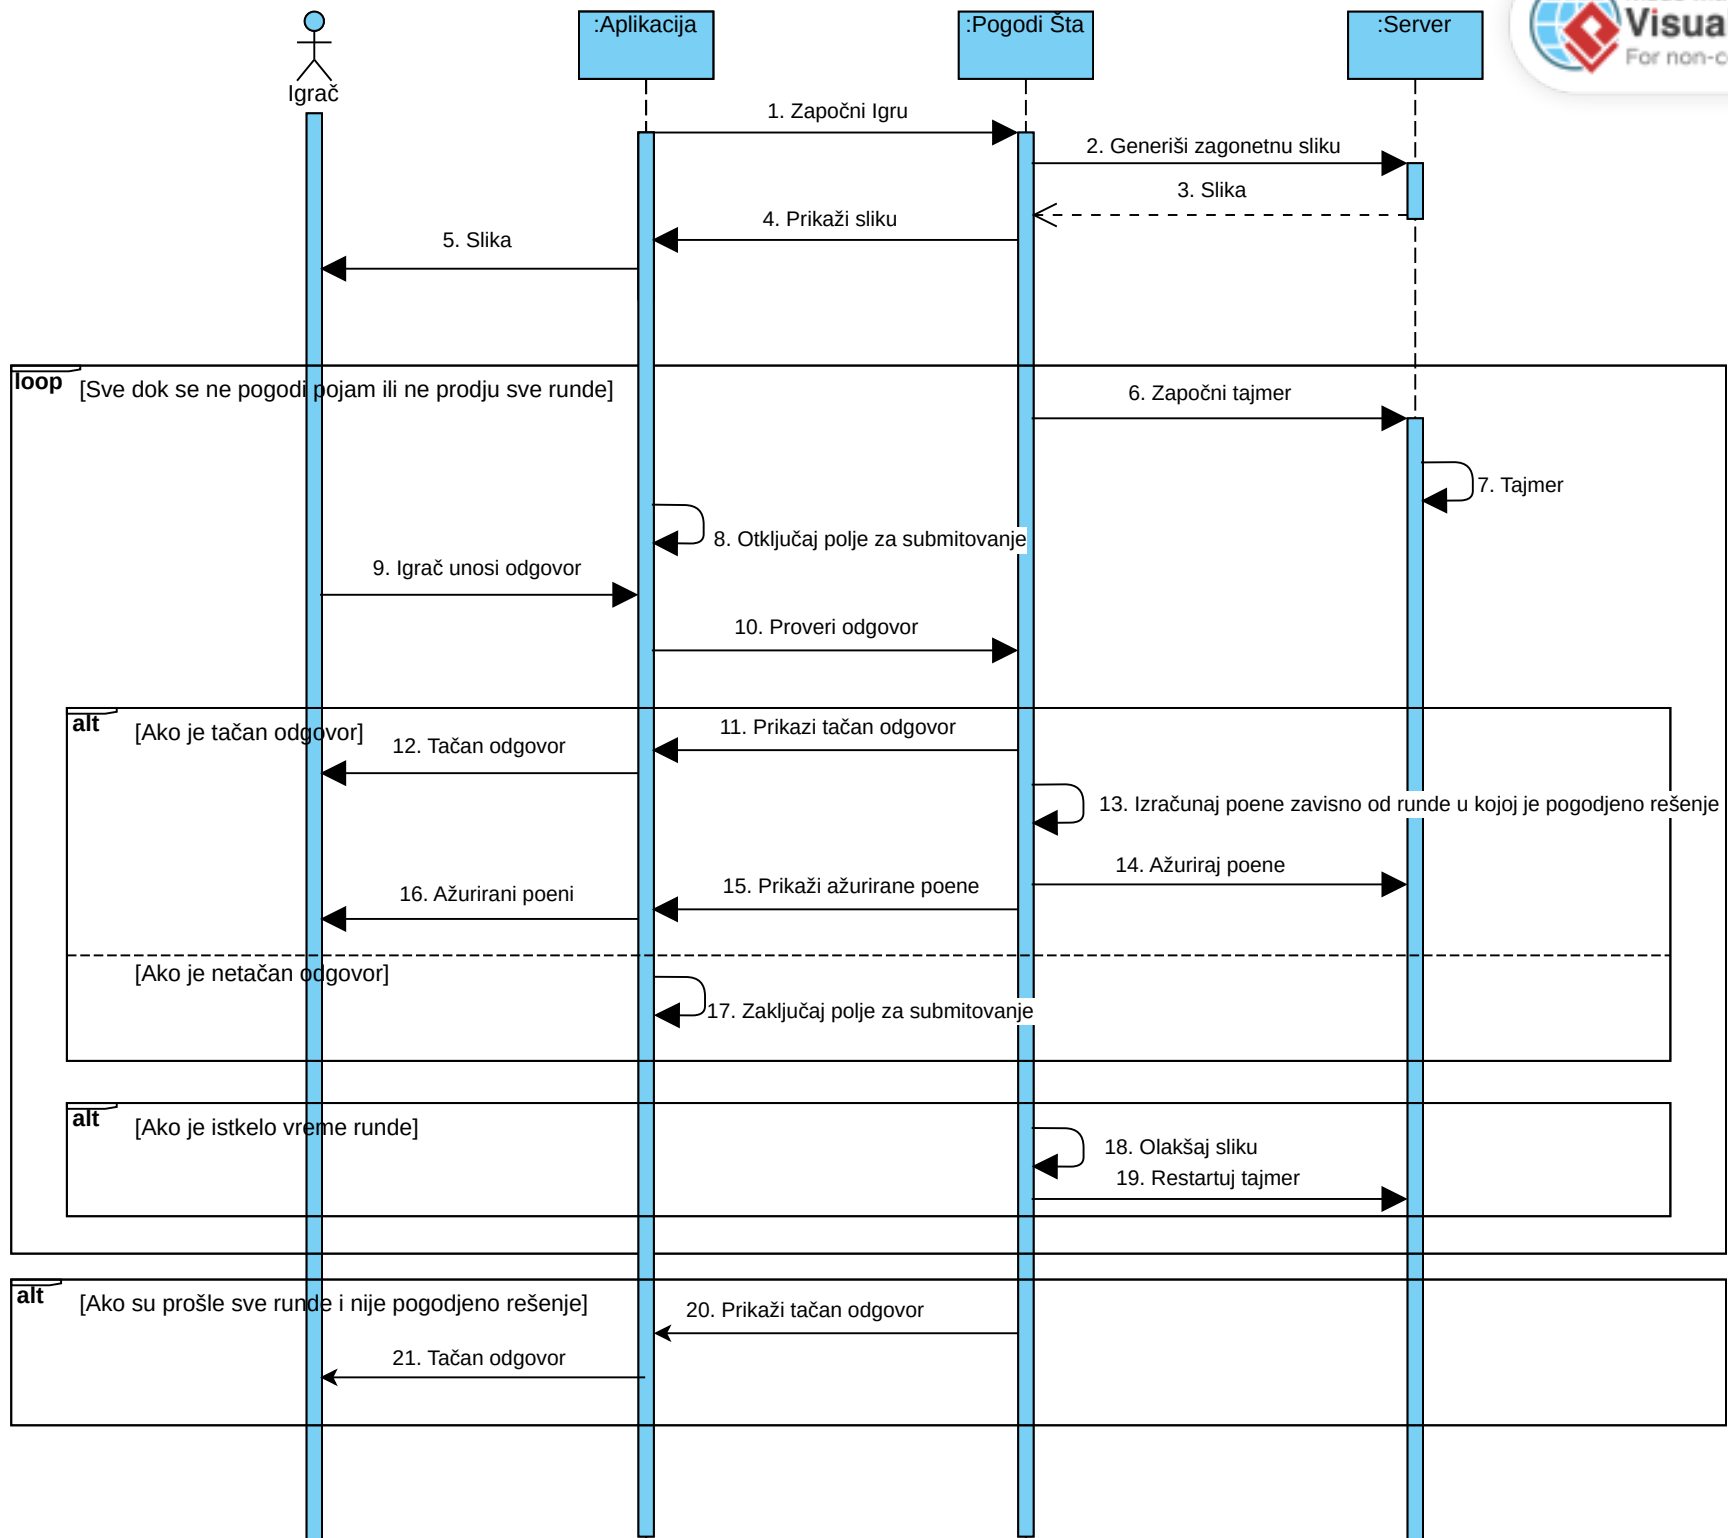 :Aplikacija
:Pogodi Šta
:Server
Visua
For non-c
Igrač
1. Započni Igru
2. Generiši zagonetnu sliku
3. Slika
4. Prikaži sliku
5. Slika
loop
[Sve dok se ne pogodi pojam ili ne prodju sve runde]
6. Započni tajmer
7. Tajmer
8. Otključaj polje za submitovanje
9. Igrač unosi odgovor
10. Proveri odgovor
alt
[Ako je tačan odgovor]
11. Prikazi tačan odgovor
12. Tačan odgovor
13. Izračunaj poene zavisno od runde u kojoj je pogodjeno rešenje
14. Ažuriraj poene
15. Prikaži ažurirane poene
16. Ažurirani poeni
[Ako je netačan odgovor]
17. Zaključaj polje za submitovanje
alt
[Ako je istkelo vreme runde]
18. Olakšaj sliku
19. Restartuj tajmer
alt
[Ako su prošle sve runde i nije pogodjeno rešenje]
20. Prikaži tačan odgovor
21. Tačan odgovor